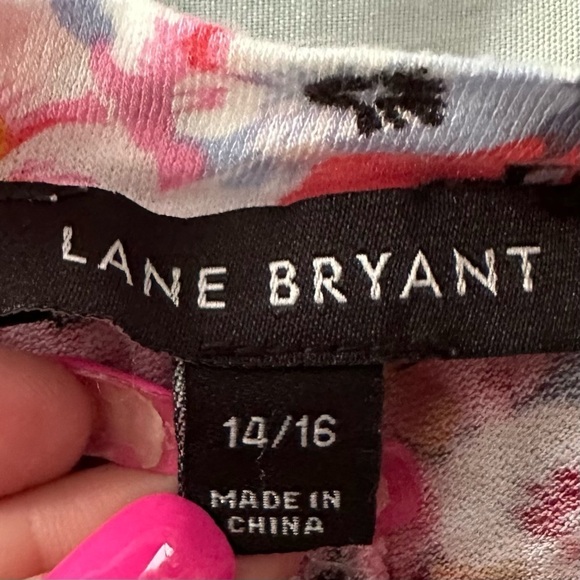 LANE BRYANT
14/16
MADE IN
CHINA